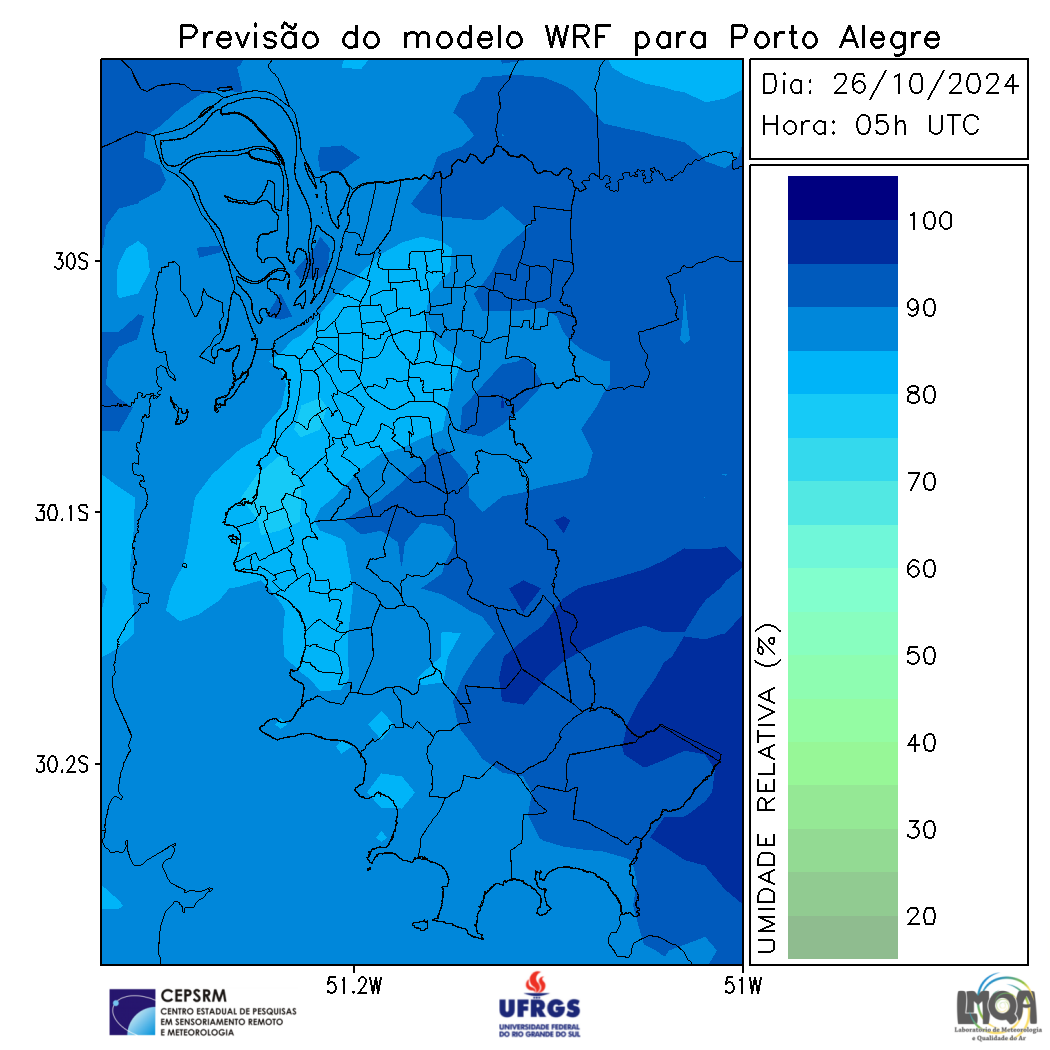 Previsão do modelo WRF para Porto Alegre
Dia: 26/10/2024
Hora: 05h UTC
30S
30.1S
30.2S
51.2W
51W
100
90
80
70
60
50
40
30
20
UMIDADE RELATIVA (%)
CEPSRM
CENTRO ESTADUAL DE PESQUISAS
EM SENSORIAMENTO REMOTO
E METEOROLOGIA
UFRGS
UNIVERSIDADE FEDERAL
DO RIO GRANDE DO SUL
LMQA
Laboratório de Meteorologia
e Qualidade do Ar